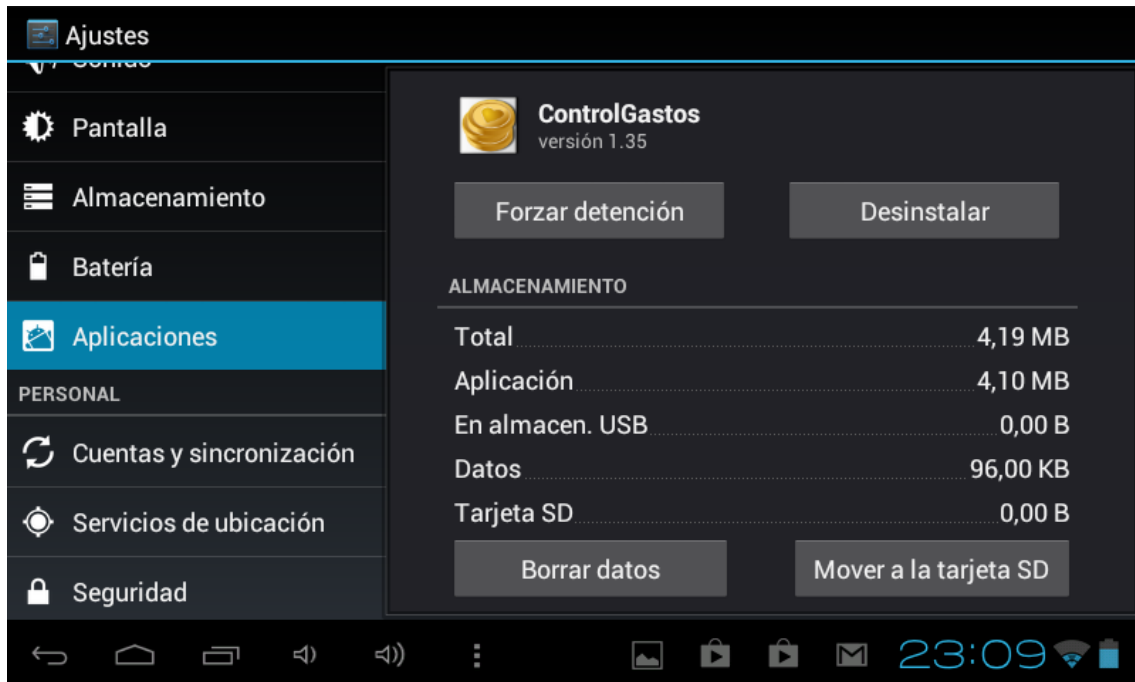 Ajustes
Sonido
Pantalla
Almacenamiento
Batería
Aplicaciones
PERSONAL
Cuentas y sincronización
Servicios de ubicación
Seguridad
ControlGastos
versión 1.35
Forzar detención
Desinstalar
ALMACENAMIENTO
Total 4,19 MB
Aplicación 4,10 MB
En almacen. USB 0,00 B
Datos 96,00 KB
Tarjeta SD 0,00 B
Borrar datos
Mover a la tarjeta SD
23:09